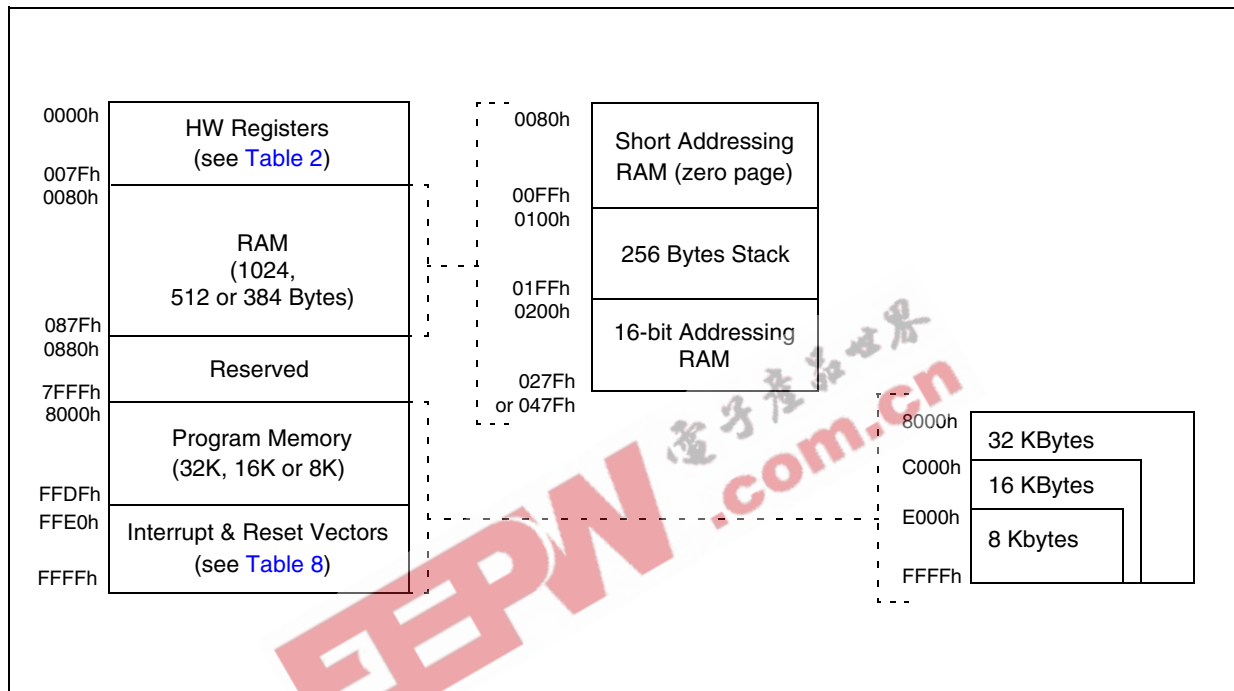 0000h
HW Registers
(see Table 2)
007Fh
0080h
RAM
(1024,
512 or 384 Bytes)
087Fh
0880h
Reserved
7FFFh
8000h
Program Memory
(32K, 16K or 8K)
FFDFh
FFE0h
Interrupt & Reset Vectors
(see Table 8)
FFFFh
0080h
Short Addressing
RAM (zero page)
00FFh
0100h
256 Bytes Stack
01FFh
0200h
16-bit Addressing
RAM
027Fh
or 047Fh
8000h
32 KBytes
C000h
16 KBytes
E000h
8 Kbytes
FFFFh
電子產品世界
EEPW.com.cn